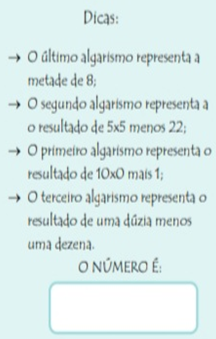 Dicas:
→ O último algarismo representa a
metade de 8;
→ O segundo algarismo representa a
o resultado de 5x5 menos 22;
→ O primeiro algarismo representa o
resultado de 10x0 mais 1;
→ O terceiro algarismo representa o
resultado de uma dúzia menos
uma dezena.
O NÚMERO É: